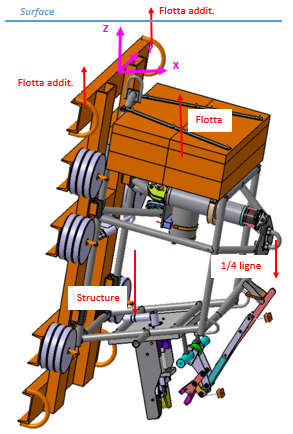 Surface
Flotta addit.
Z
Y
X
Flotta addit.
Flotta
1/4 ligne
Structure